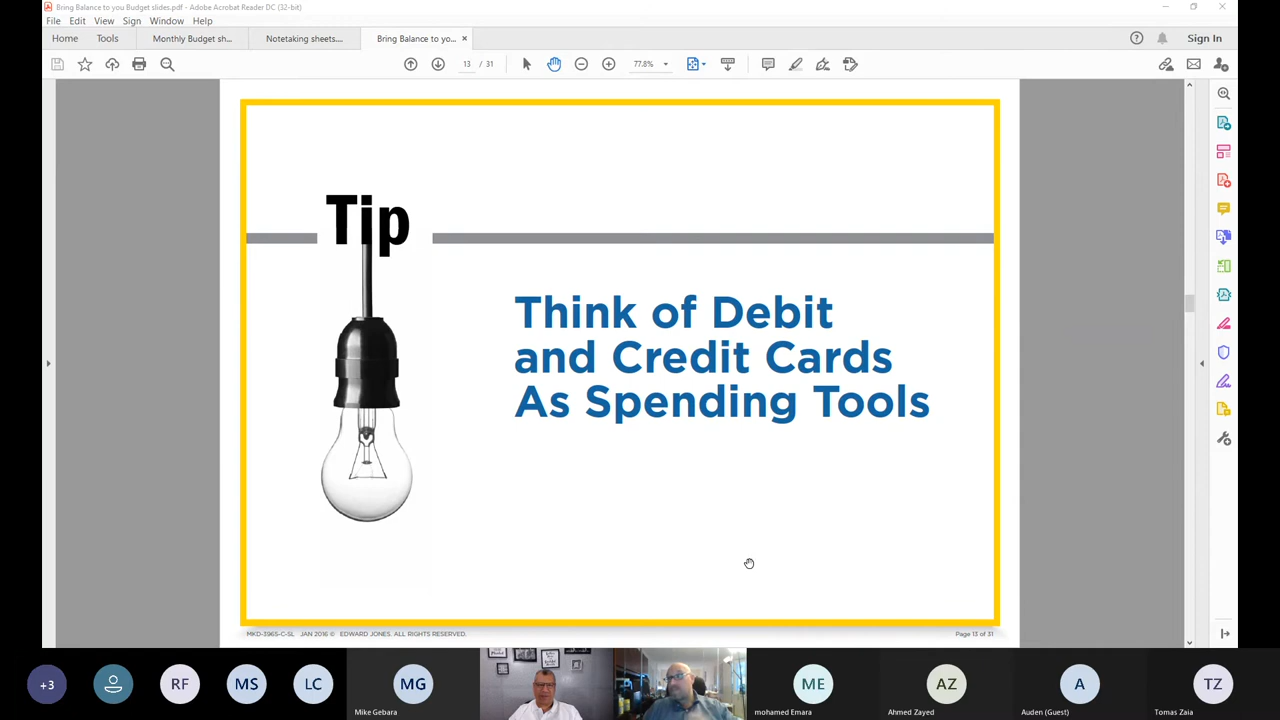 Bring Balance to you Budget slides.pdf - Adobe Acrobat Reader DC (32-bit)
File Edit View Sign Window Help
Home Tools Monthly Budget sh... Notetaking sheets.... Bring Balance to yo... × Sign In
13 / 31 77.8%
Tip
Think of Debit
and Credit Cards
As Spending Tools
MKD-3965-C-SL JAN 2016 © EDWARD JONES. ALL RIGHTS RESERVED. Page 13 of 31
+3 RF MS LC MG ME AZ A TZ
Mike Gebara mohamed Emara Ahmed Zayed Auden (Guest) Tomas Zaia